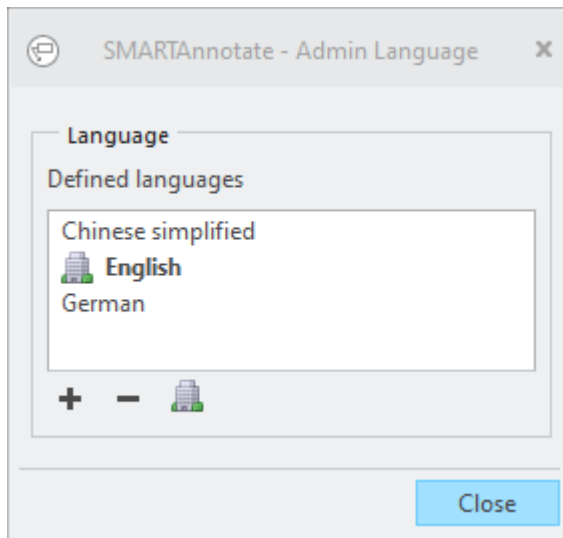 SMARTAnnotate - Admin Language
Language
Defined languages
Chinese simplified
English
German
Close